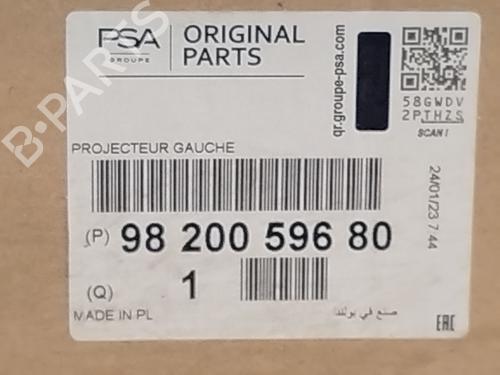 PSA
GROUPE
ORIGINAL
PARTS
qr.groupe-psa.com
58GWDV
2PTHZS
SCAN !
PROJECTEUR GAUCHE
24/01/23 7:44
(P) 98 200 596 80
(Q) 1
MADE IN PL
صنع في بولندا
EAC
B-PARTS